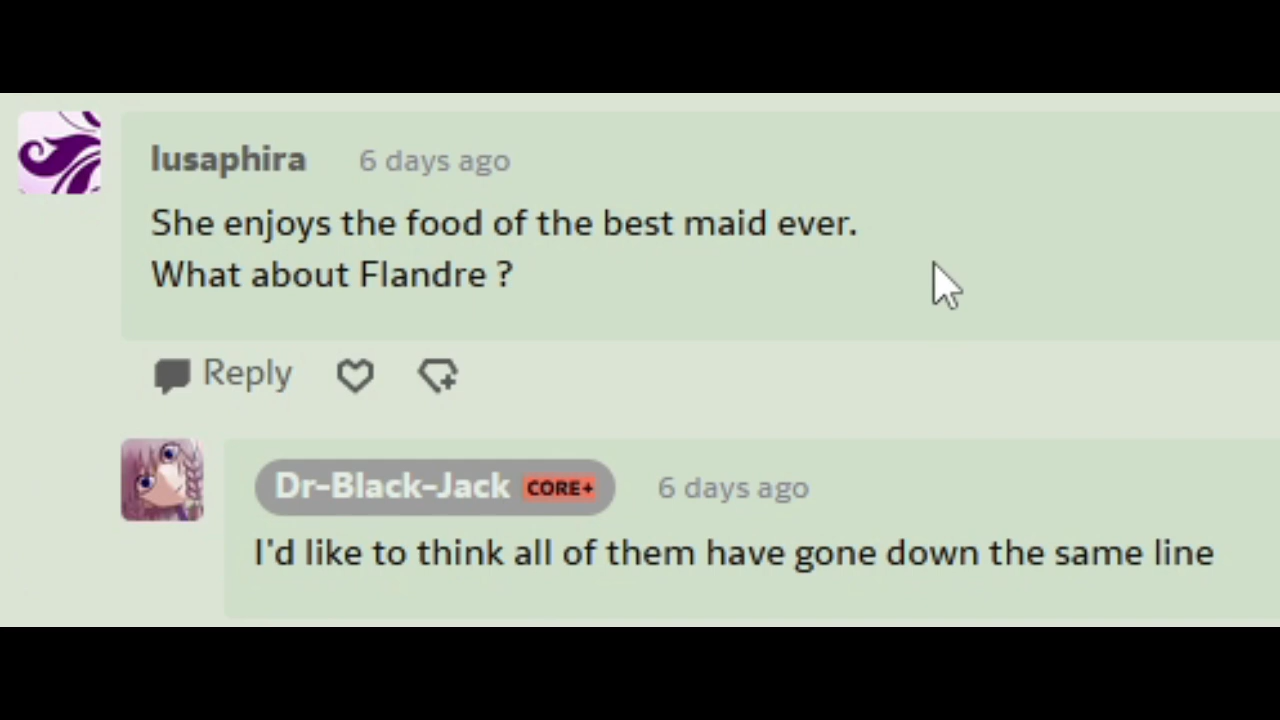 lusaphira 6 days ago
She enjoys the food of the best maid ever.
What about Flandre ?
Reply
Dr-Black-Jack CORE+ 6 days ago
I'd like to think all of them have gone down the same line